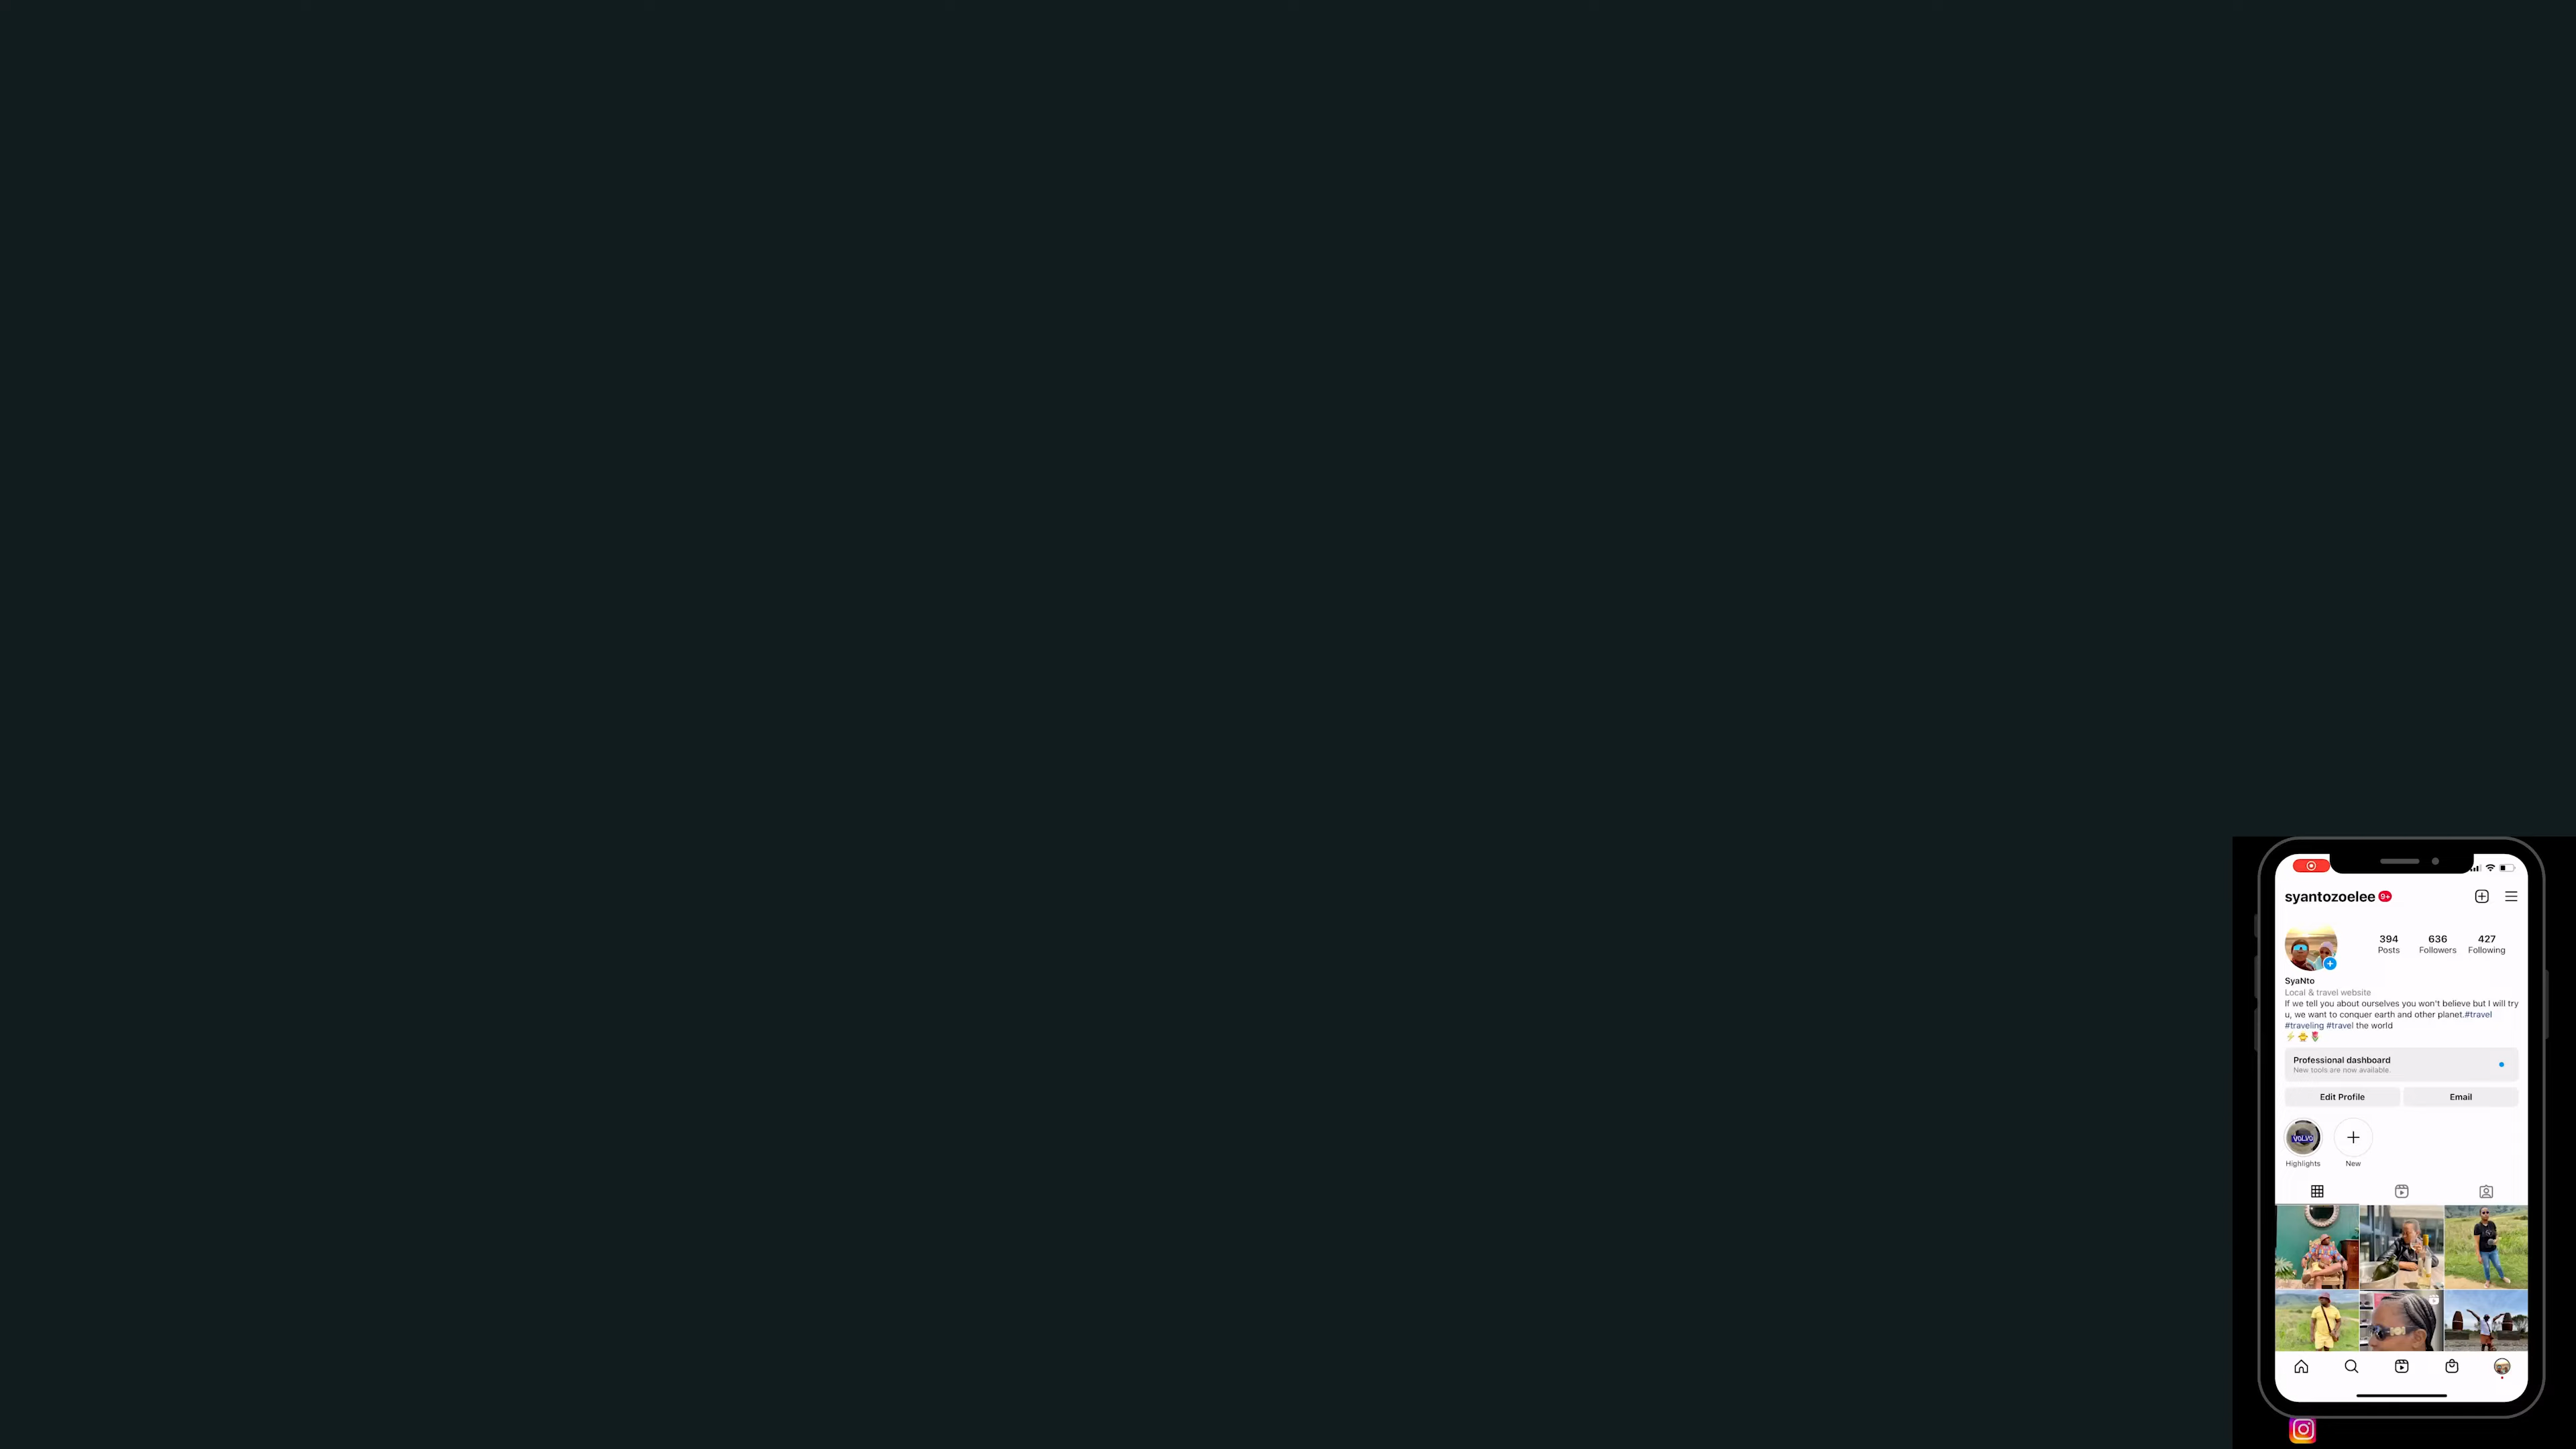 syantozoelee 9+
394 636 427
Posts Followers Following
SyaNto
Local & travel website
If we tell you about ourselves you won't believe but I will try
u, we want to conquer earth and other planet.#travel
#traveling #travel the world
Professional dashboard
New tools are now available.
Edit Profile Email
VOLVO
Highlights New